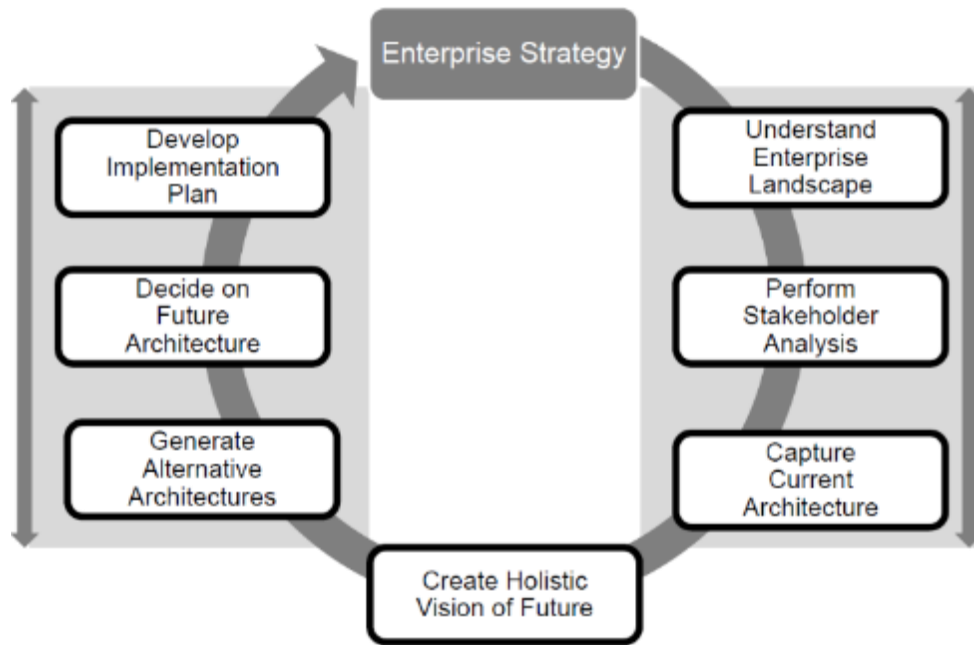 Enterprise Strategy
Understand
Enterprise
Landscape
Perform
Stakeholder
Analysis
Capture
Current
Architecture
Create Holistic
Vision of Future
Generate
Alternative
Architectures
Decide on
Future
Architecture
Develop
Implementation
Plan